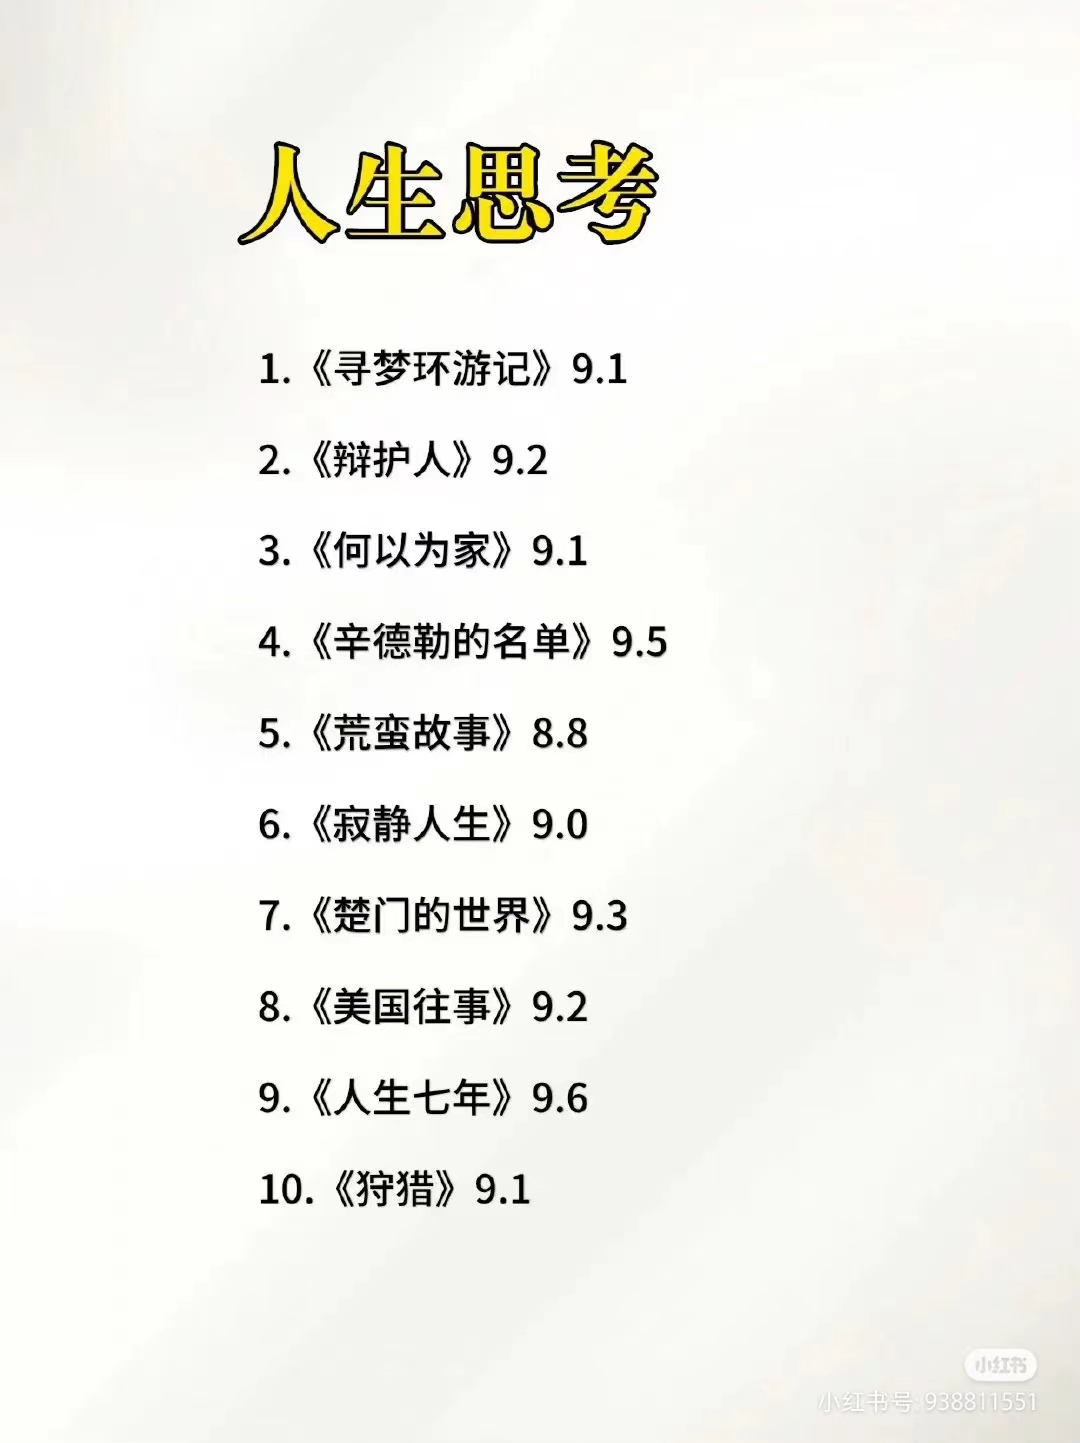 人生思考
1.《寻梦环游记》9.1
2.《辩护人》9.2
3.《何以为家》9.1
4.《辛德勒的名单》9.5
5.《荒蛮故事》8.8
6.《寂静人生》9.0
7.《楚门的世界》9.3
8.《美国往事》9.2
9.《人生七年》9.6
10.《狩猎》9.1
小红书
小红书号: 938811551